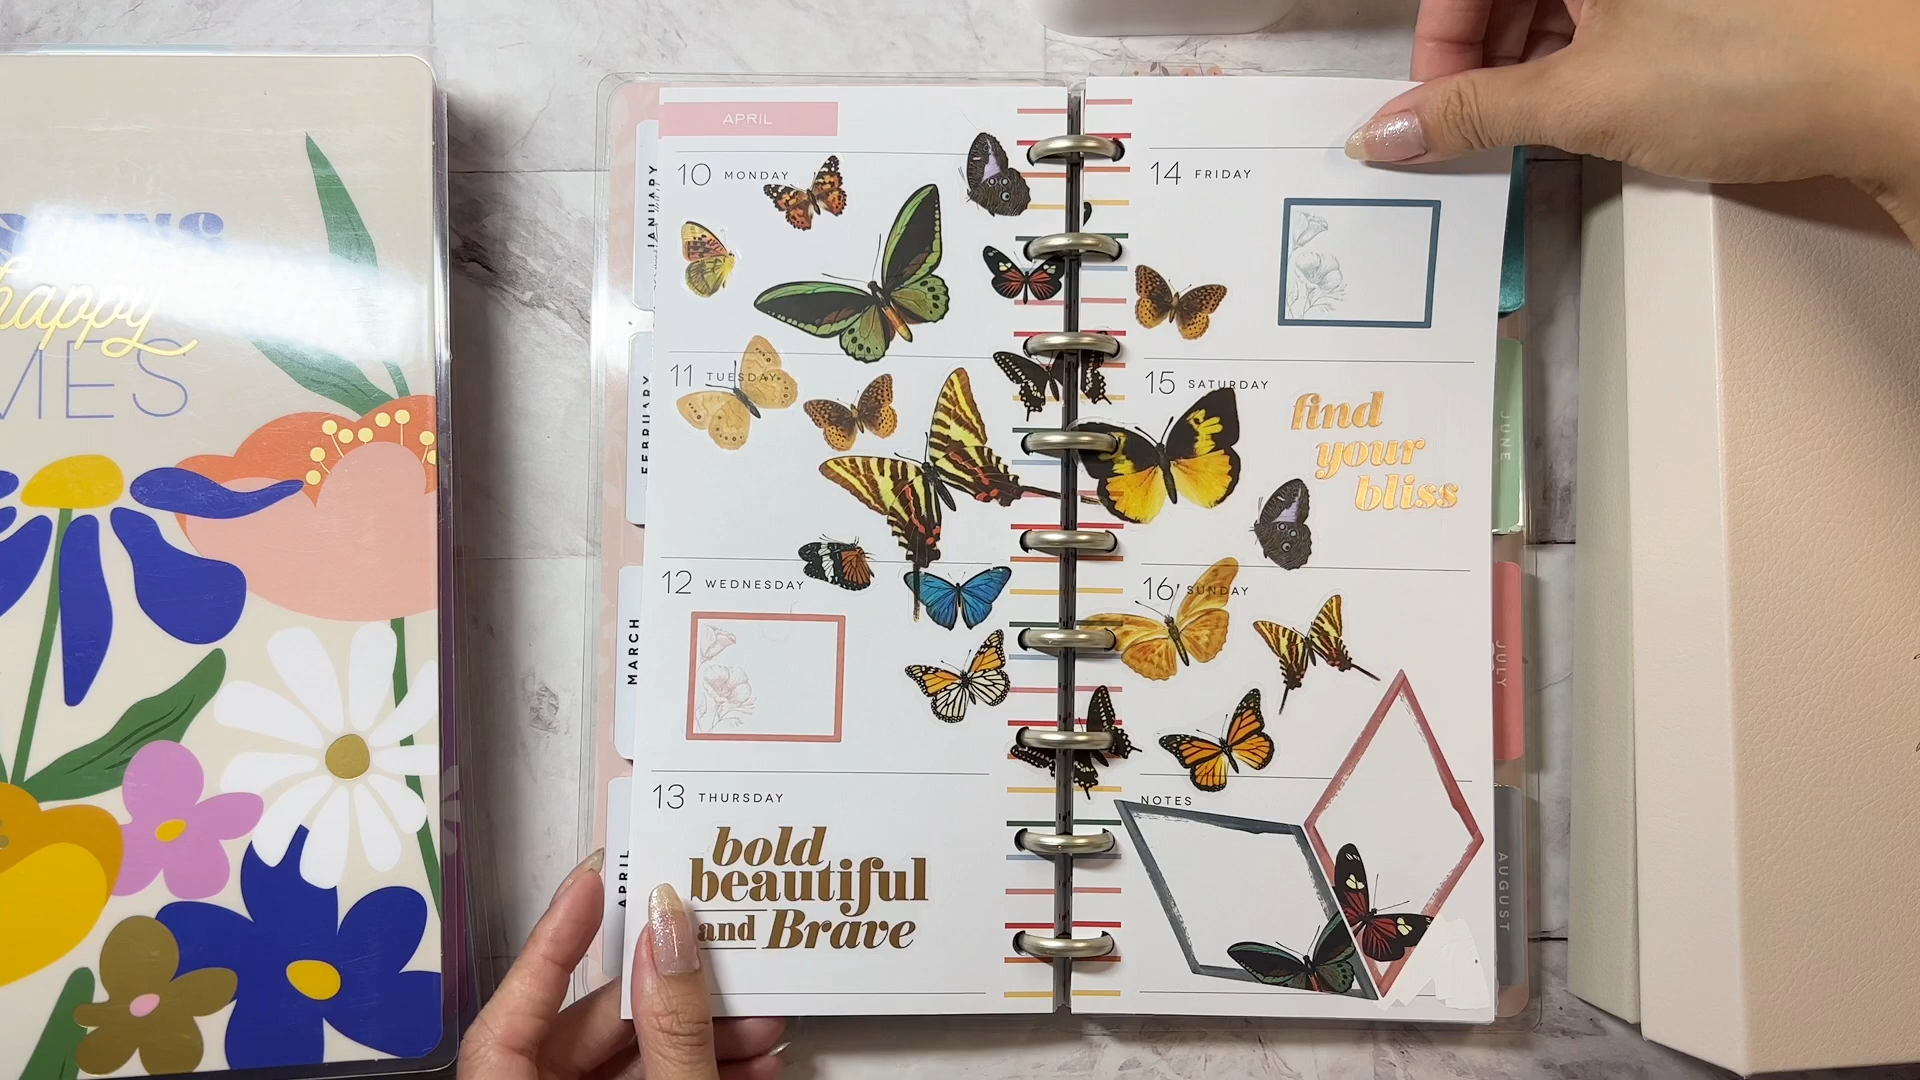 happy
MES
APRIL
10 MONDAY
11 TUESDAY
12 WEDNESDAY
13 THURSDAY
bold
beautiful
and Brave
14 FRIDAY
15 SATURDAY
find
your
bliss
16 SUNDAY
NOTES
JANUARY
FEBRUARY
MARCH
APRIL
JUNE
JULY
AUGUST